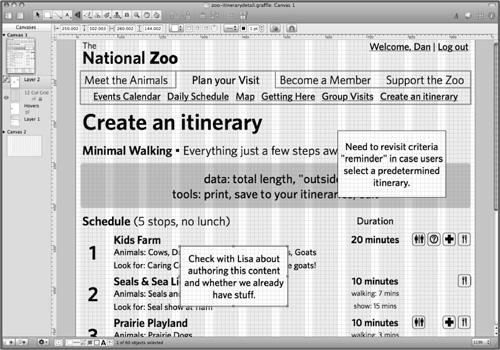 zoo-itinerarydetail.graffle: Canvas 1
Canvases
Canvas 1
Layer 2
12 Col Grid
Hovers
Layer 1
Canvas 2
The
National Zoo
Welcome, Dan | Log out
Meet the Animals Plan your Visit Become a Member Support the Zoo
Events Calendar Daily Schedule Map Getting Here Group Visits Create an itinerary
Create an itinerary
Minimal Walking • Everything just a few steps aw
Need to revisit criteria
"reminder" in case users
select a predetermined
itinerary.
data: total length, "outside
tools: print, save to your itineraries, edit
Schedule (5 stops, no lunch) Duration
1 Kids Farm 20 minutes
Animals: Cows, D s, Goats
Look for: Caring C e goats!
Check with Lisa about
authoring this content
and whether we already
have stuff.
2 Seals & Sea Li 10 minutes
Animals: Seals an walking: 7 mins
Look for: Seal show at 11am show: 15 mins
3 Prairie Playland 10 minutes
Animals: Prairie Dogs walking: 3 mins
1 of 60 objects selected